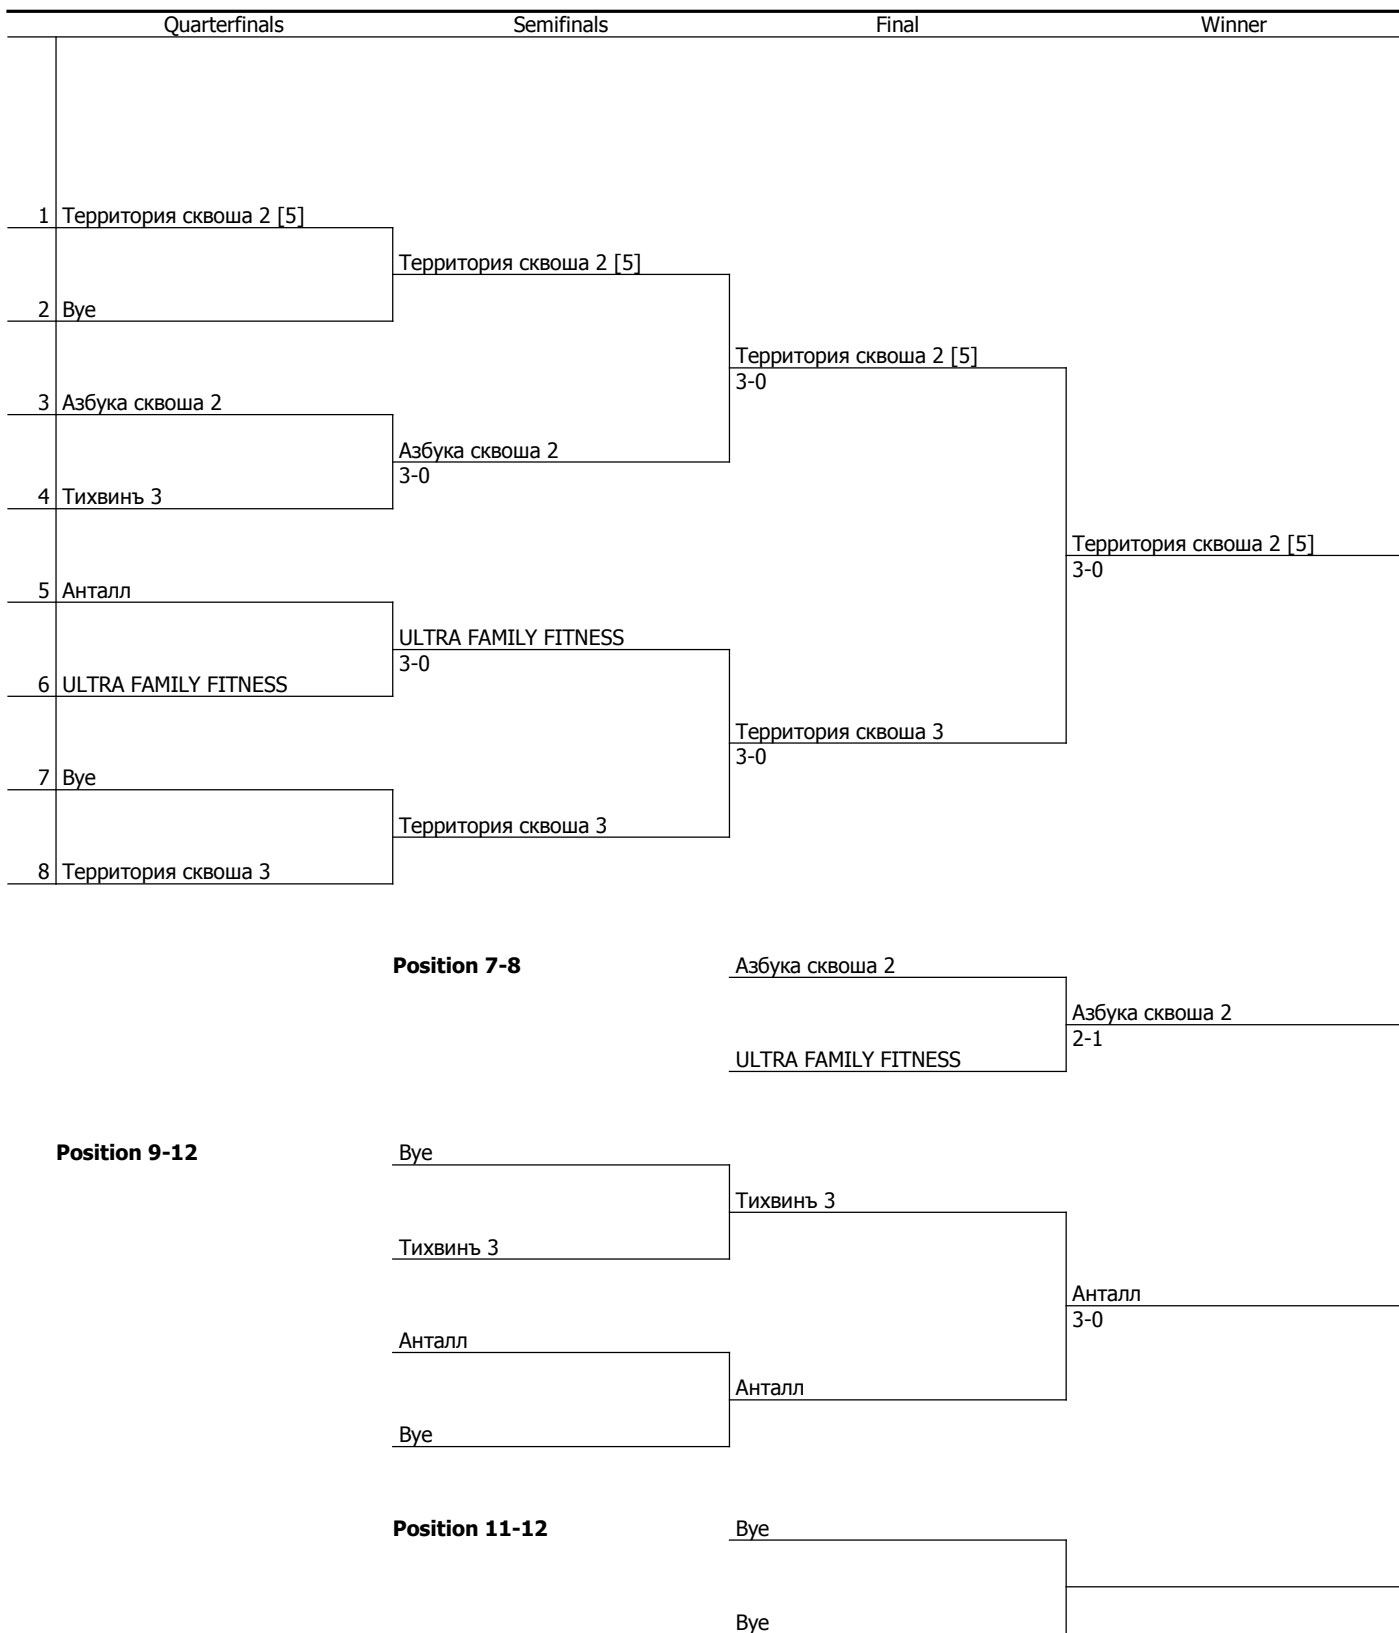 Quarterfinals Semifinals Final Winner
1 Территория сквоша 2 [5]
Территория сквоша 2 [5]
2 Bye
Территория сквоша 2 [5]
3-0
3 Азбука сквоша 2
Азбука сквоша 2
3-0
4 Тихвинъ 3
Территория сквоша 2 [5]
3-0
5 Анталл
ULTRA FAMILY FITNESS
3-0
6 ULTRA FAMILY FITNESS
Территория сквоша 3
3-0
7 Bye
Территория сквоша 3
8 Территория сквоша 3
Position 7-8 Азбука сквоша 2
Азбука сквоша 2
2-1
ULTRA FAMILY FITNESS
Position 9-12 Bye
Тихвинъ 3
Тихвинъ 3
Анталл
3-0
Анталл
Анталл
Bye
Position 11-12 Bye
Bye